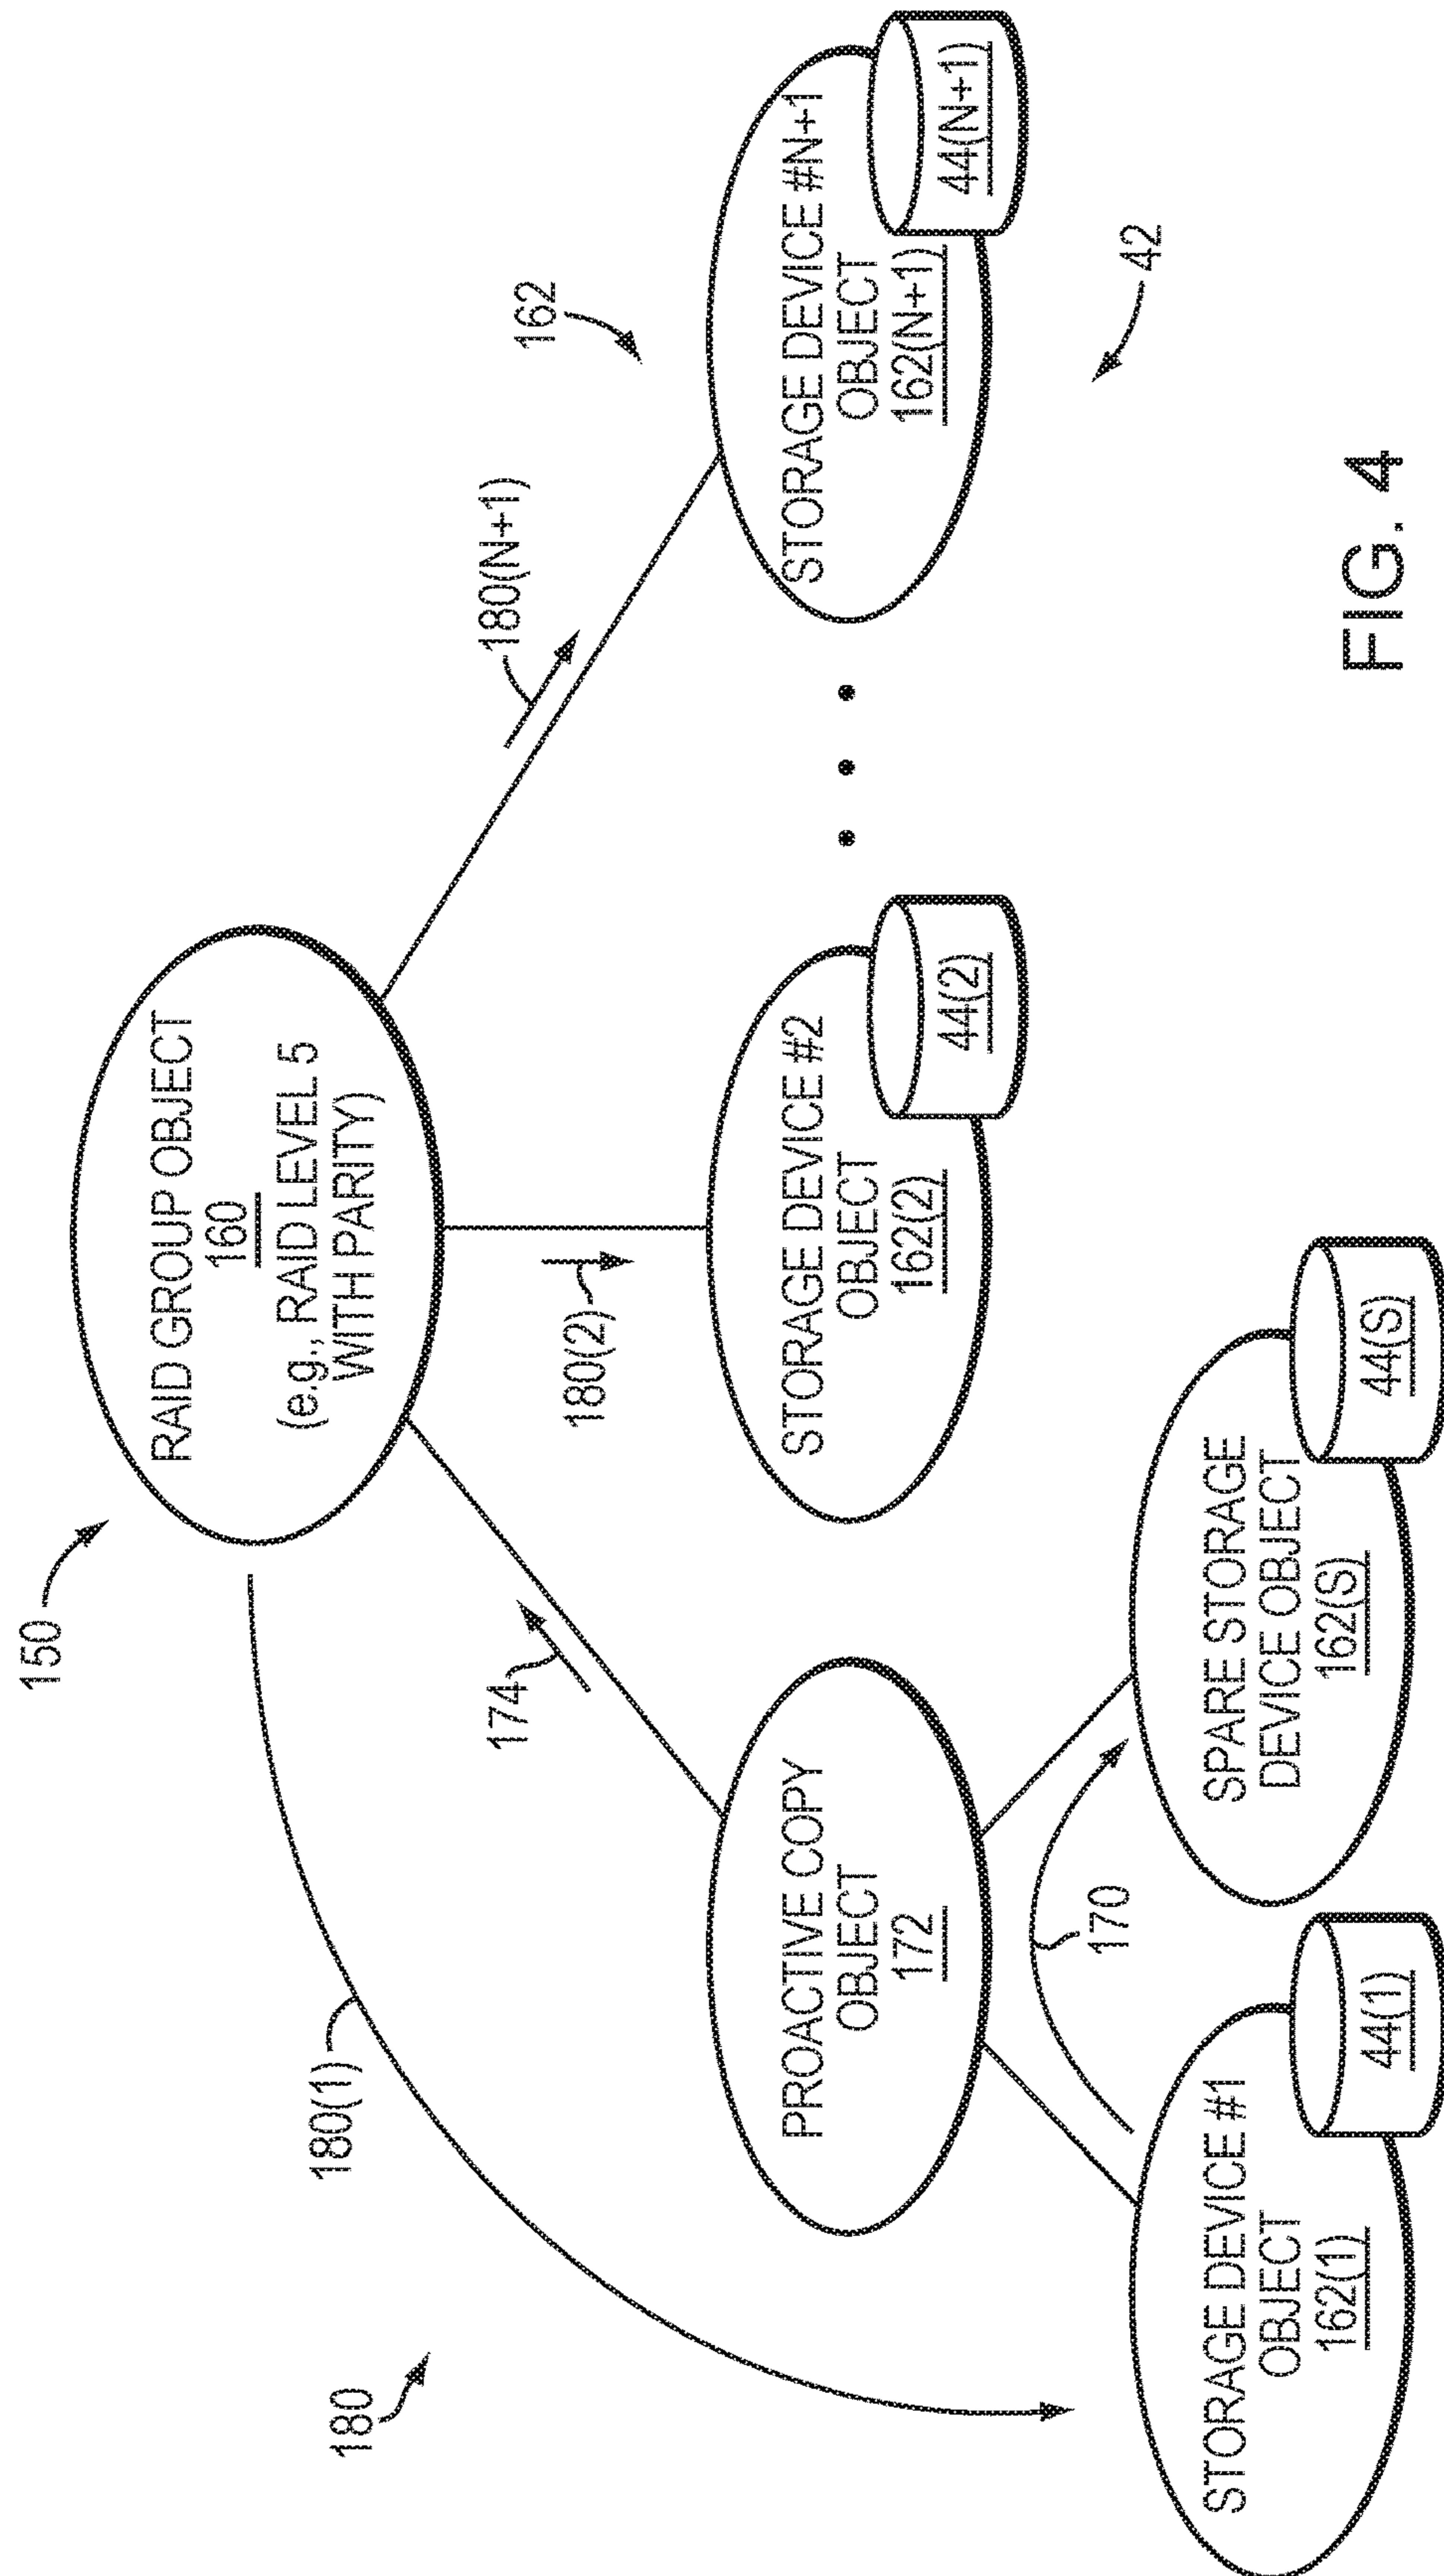 150
RAID GROUP OBJECT
160
(e.g., RAID LEVEL 5
WITH PARITY)
180
180(1)
174
180(2)
180(N+1)
162
PROACTIVE COPY
OBJECT
172
STORAGE DEVICE #2
OBJECT
162(2)
44(2)
STORAGE DEVICE #N+1
OBJECT
162(N+1)
44(N+1)
170
42
STORAGE DEVICE #1
OBJECT
162(1)
44(1)
SPARE STORAGE
DEVICE OBJECT
162(S)
44(S)
FIG. 4